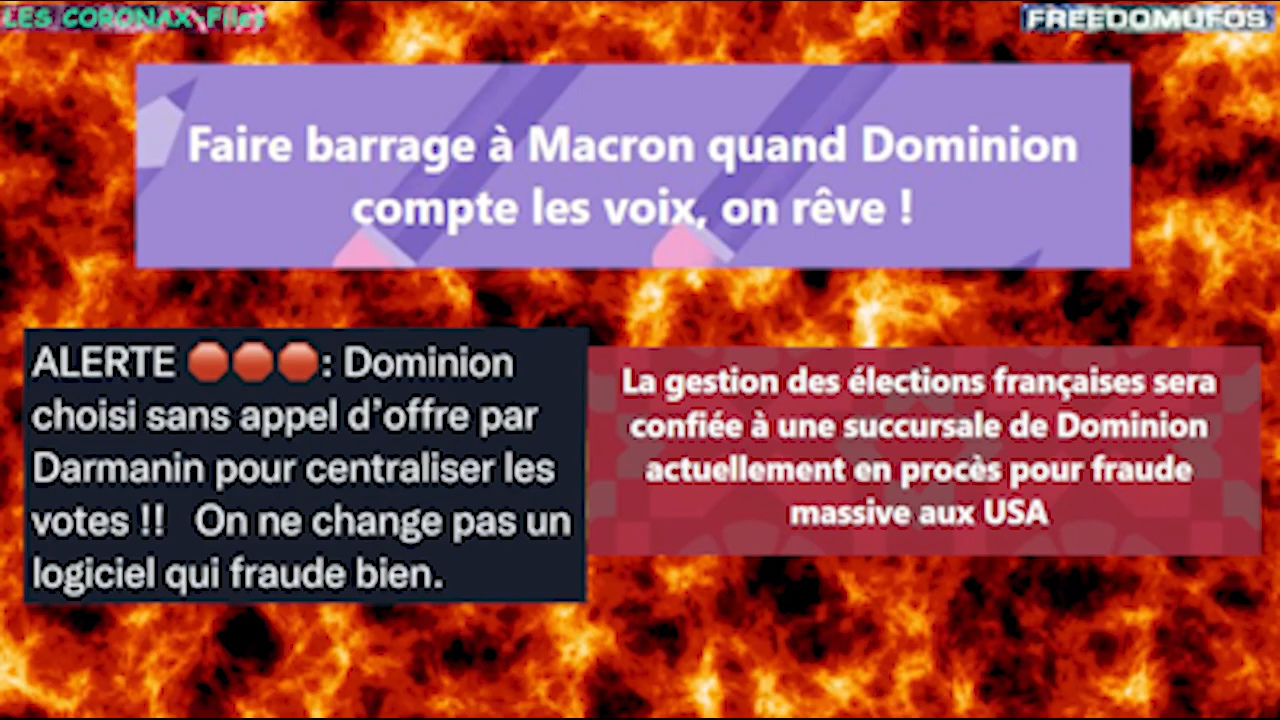 LES CORONAX-Files
FREEDOMUFOS
Faire barrage à Macron quand Dominion
compte les voix, on rêve !
ALERTE 🛑🛑🛑: Dominion
choisi sans appel d’offre par
Darmanin pour centraliser les
votes !! On ne change pas un
logiciel qui fraude bien.
La gestion des élections françaises sera
confiée à une succursale de Dominion
actuellement en procès pour fraude
massive aux USA